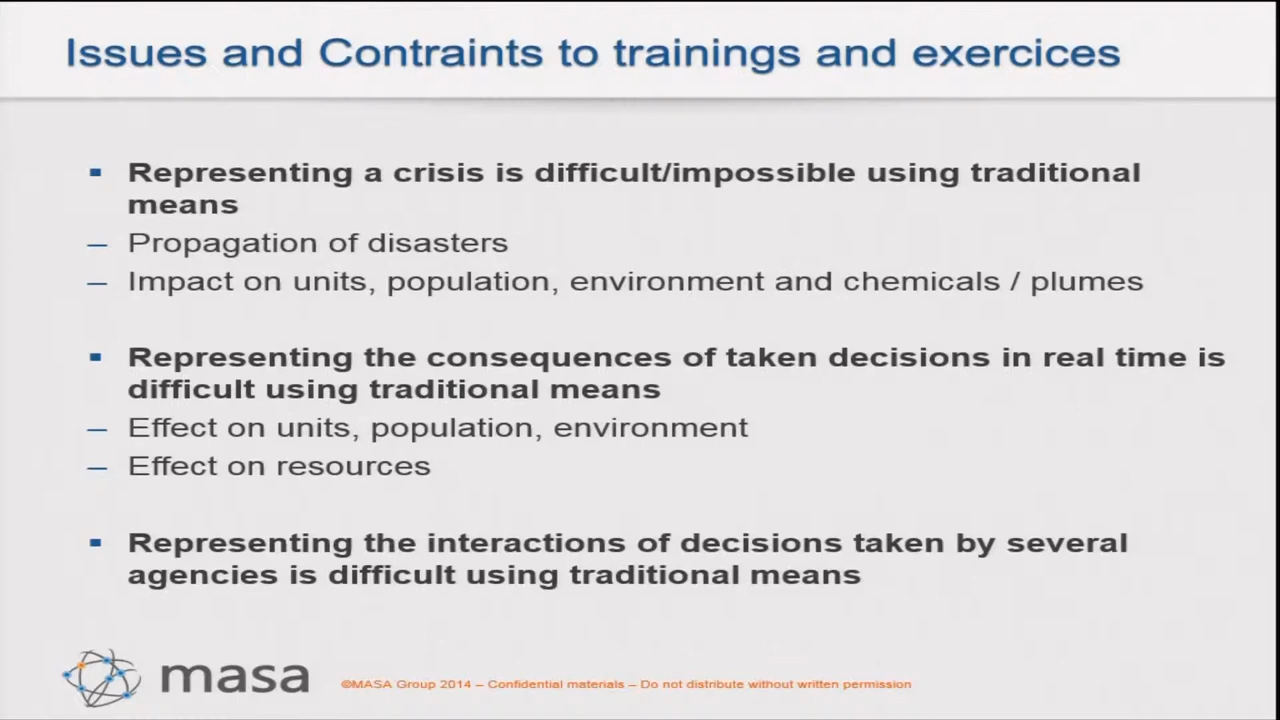 Issues and Contraints to trainings and exercices
▪ Representing a crisis is difficult/impossible using traditional
means
– Propagation of disasters
– Impact on units, population, environment and chemicals / plumes
▪ Representing the consequences of taken decisions in real time is
difficult using traditional means
– Effect on units, population, environment
– Effect on resources
▪ Representing the interactions of decisions taken by several
agencies is difficult using traditional means
masa
©MASA Group 2014 – Confidential materials – Do not distribute without written permission